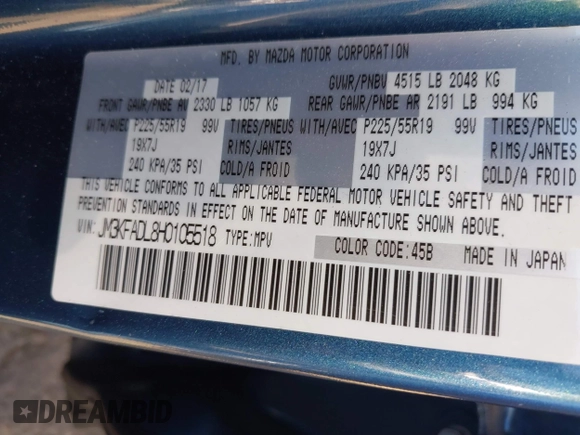 MFD. BY MAZDA MOTOR CORPORATION
DATE 02/17 GVWR/PNBV 4515 LB 2048 KG
FRONT GAWR/PNBE AV 2330 LB 1057 KG REAR GAWR/PNBE AR 2191 LB 994 KG
WITH/AVEC P225/55R19 99V TIRES/PNEUS WITH/AVEC P225/55R19 99V TIRES/PNEUS
19X7J RIMS/JANTES 19X7J RIMS/JANTES
240 KPA/35 PSI COLD/A FROID 240 KPA/35 PSI COLD/A FROID
THIS VEHICLE CONFORMS TO ALL APPLICABLE FEDERAL MOTOR VEHICLE SAFETY AND THEFT
PREVENTION STANDARDS IN EFFECT ON THE DATE OF MANUFACTURE SHOWN ABOVE.
VIN: JM3KFADL8H0105518 TYPE: MPV COLOR CODE: 45B MADE IN JAPAN
DREAMBID